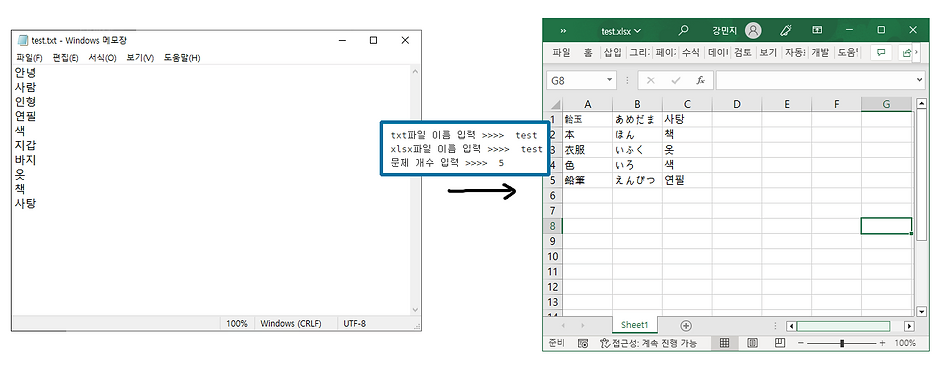 test.txt - Windows 메모장
파일(F) 편집(E) 서식(O) 보기(V) 도움말(H)
안녕
사람
인형
연필
색
지갑
바지
옷
책
사탕
100% Windows (CRLF) UTF-8
txt파일 이름 입력 >>>> test
xlsx파일 이름 입력 >>>> test
문제 개수 입력 >>>> 5
test.xlsx 강민지
파일 홈 삽입 그리 페이 수식 데이 검토 보기 자동 개발 도움
G8 fx
A B C D E F G
1 飴玉 あめだま 사탕
2 本 ほん 책
3 衣服 いふく 옷
4 色 いろ 색
5 鉛筆 えんぴつ 연필
6
7
8
9
10
11
12
13
Sheet1
준비 접근성: 계속 진행 가능 100%